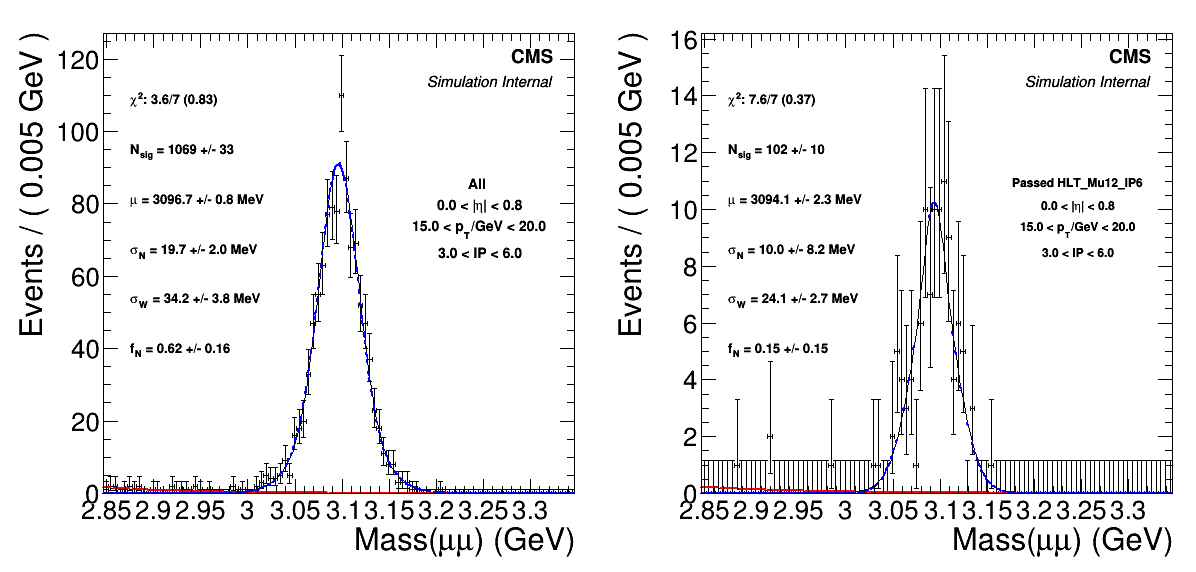 Events / ( 0.005 GeV )
120
100
80
60
40
20
0
CMS
Simulation Internal
χ²: 3.6/7 (0.83)
N_sig = 1069 +/- 33
μ = 3096.7 +/- 0.8 MeV
σ_N = 19.7 +/- 2.0 MeV
σ_W = 34.2 +/- 3.8 MeV
f_N = 0.62 +/- 0.16
All
0.0 < |η| < 0.8
15.0 < p_T/GeV < 20.0
3.0 < IP < 6.0
2.85 2.9 2.95 3 3.05 3.1 3.15 3.2 3.25 3.3
Mass(μμ) (GeV)
Events / ( 0.005 GeV )
16
14
12
10
8
6
4
2
0
CMS
Simulation Internal
χ²: 7.6/7 (0.37)
N_sig = 102 +/- 10
μ = 3094.1 +/- 2.3 MeV
σ_N = 10.0 +/- 8.2 MeV
σ_W = 24.1 +/- 2.7 MeV
f_N = 0.15 +/- 0.15
Passed HLT_Mu12_IP6
0.0 < |η| < 0.8
15.0 < p_T/GeV < 20.0
3.0 < IP < 6.0
2.85 2.9 2.95 3 3.05 3.1 3.15 3.2 3.25 3.3
Mass(μμ) (GeV)